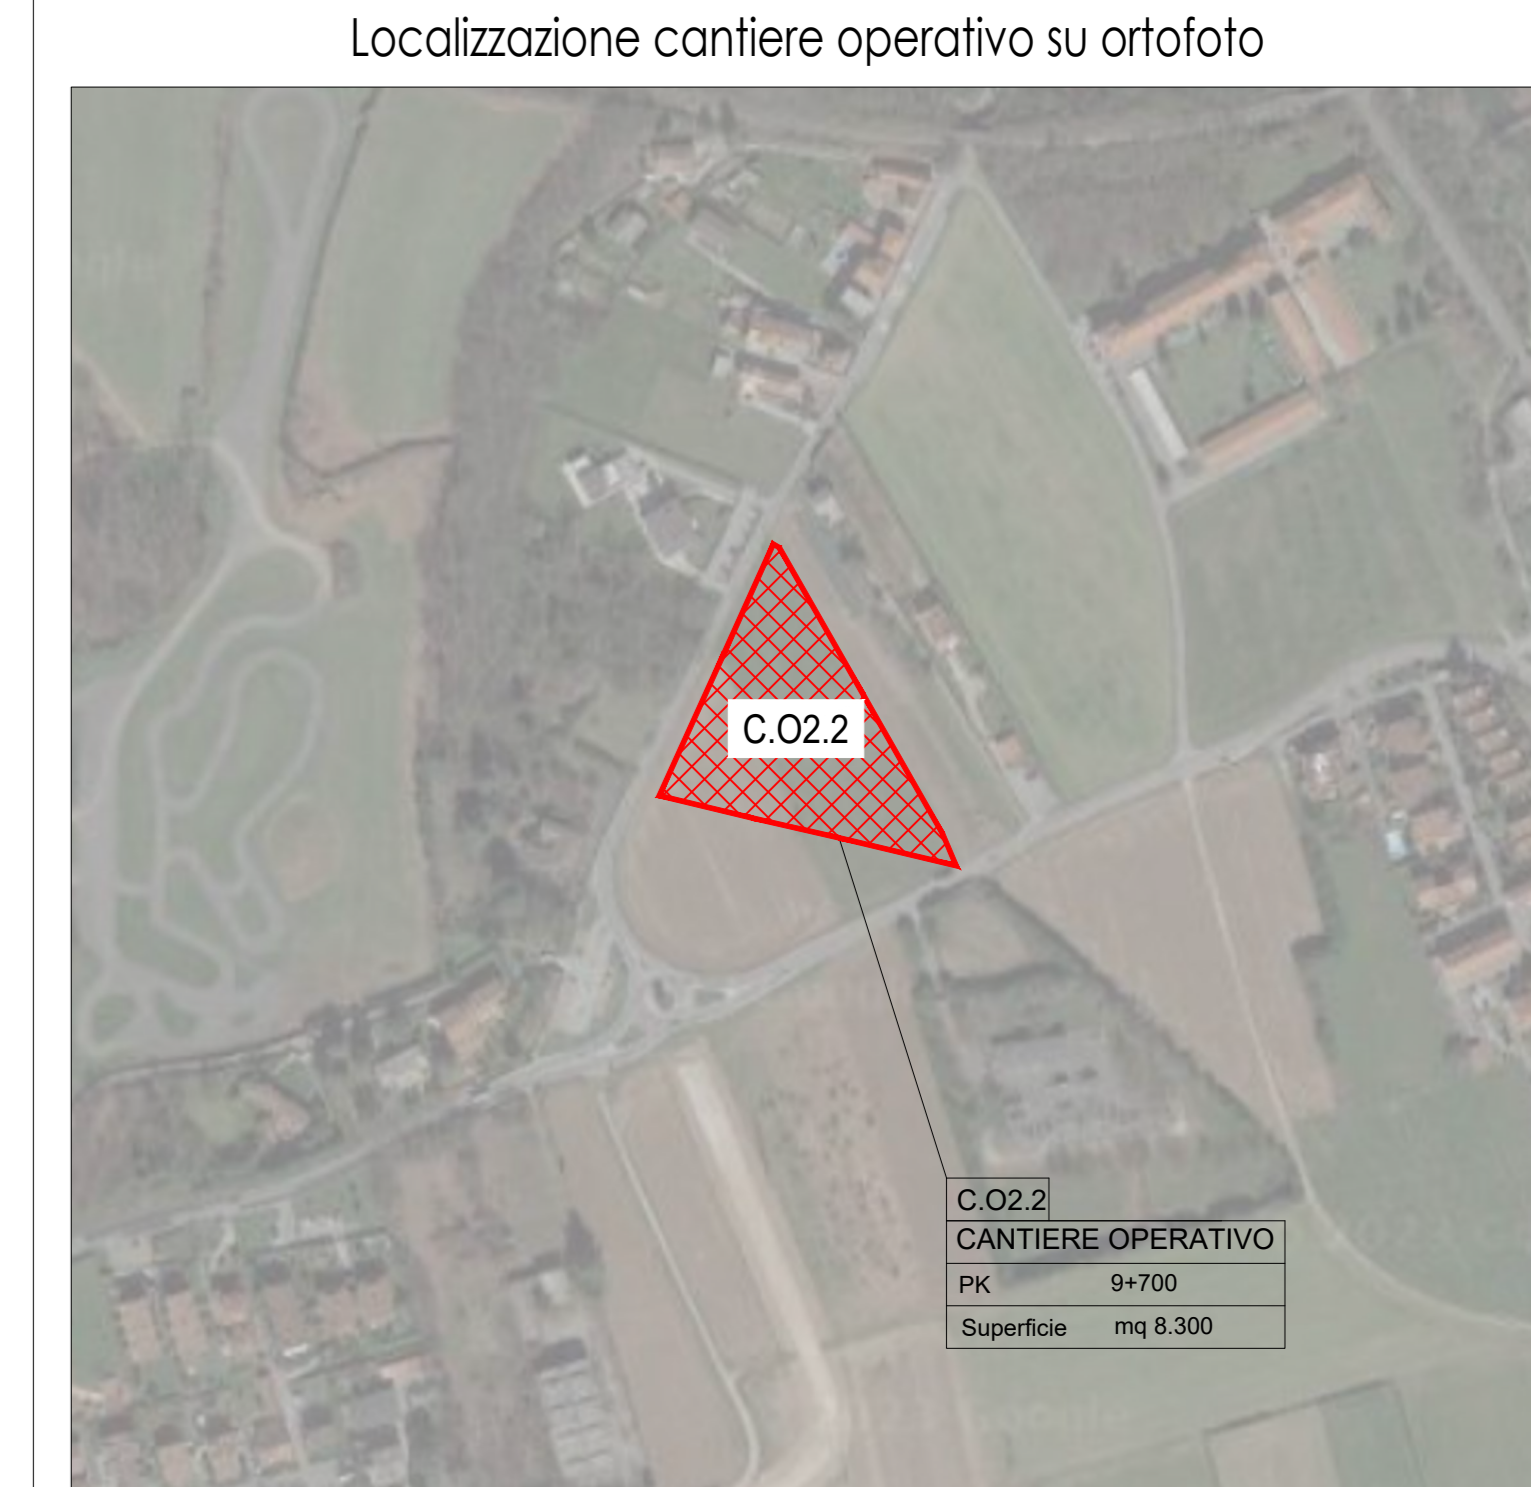 Localizzazione cantiere operativo su ortofoto
C.O2.2
C.O2.2
CANTIERE OPERATIVO
PK 9+700
Superficie mq 8.300